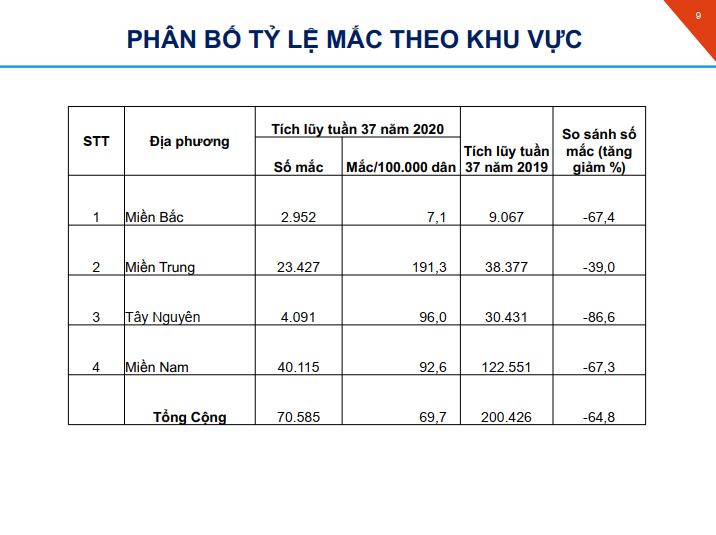 9
PHÂN BỐ TỶ LỆ MẮC THEO KHU VỰC
STT Địa phương Tích lũy tuần 37 năm 2020 Tích lũy tuần 37 năm 2019 So sánh số mắc (tăng giảm %)
Số mắc Mắc/100.000 dân
1 Miền Bắc 2.952 7,1 9.067 -67,4
2 Miền Trung 23.427 191,3 38.377 -39,0
3 Tây Nguyên 4.091 96,0 30.431 -86,6
4 Miền Nam 40.115 92,6 122.551 -67,3
Tổng Cộng 70.585 69,7 200.426 -64,8